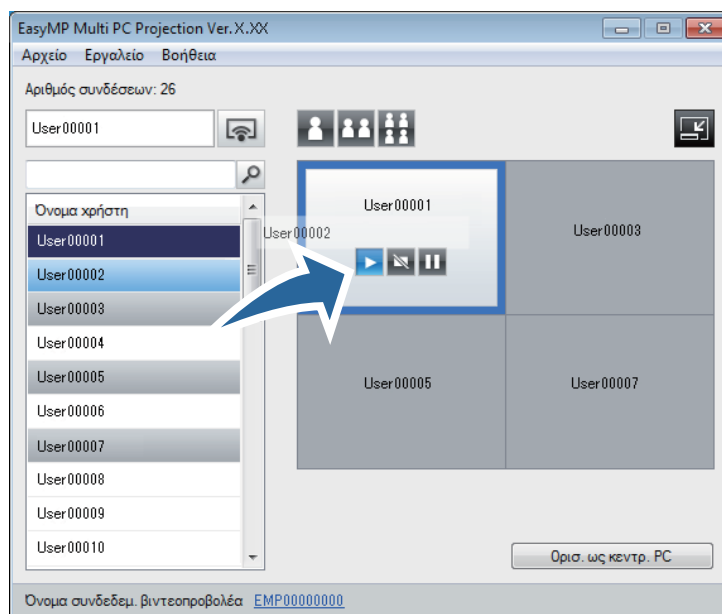 EasyMP Multi PC Projection Ver.X.XX
Αρχείο Εργαλείο Βοήθεια
Αριθμός συνδέσεων: 26
User00001
Όνομα χρήστη
User00001
User00002
User00003
User00004
User00005
User00006
User00007
User00008
User00009
User00010
User00001
User00002
User00003
User00005
User00007
Ορισ. ως κεντρ. PC
Όνομα συνδεδεμ. βιντεοπροβολέα EMP00000000